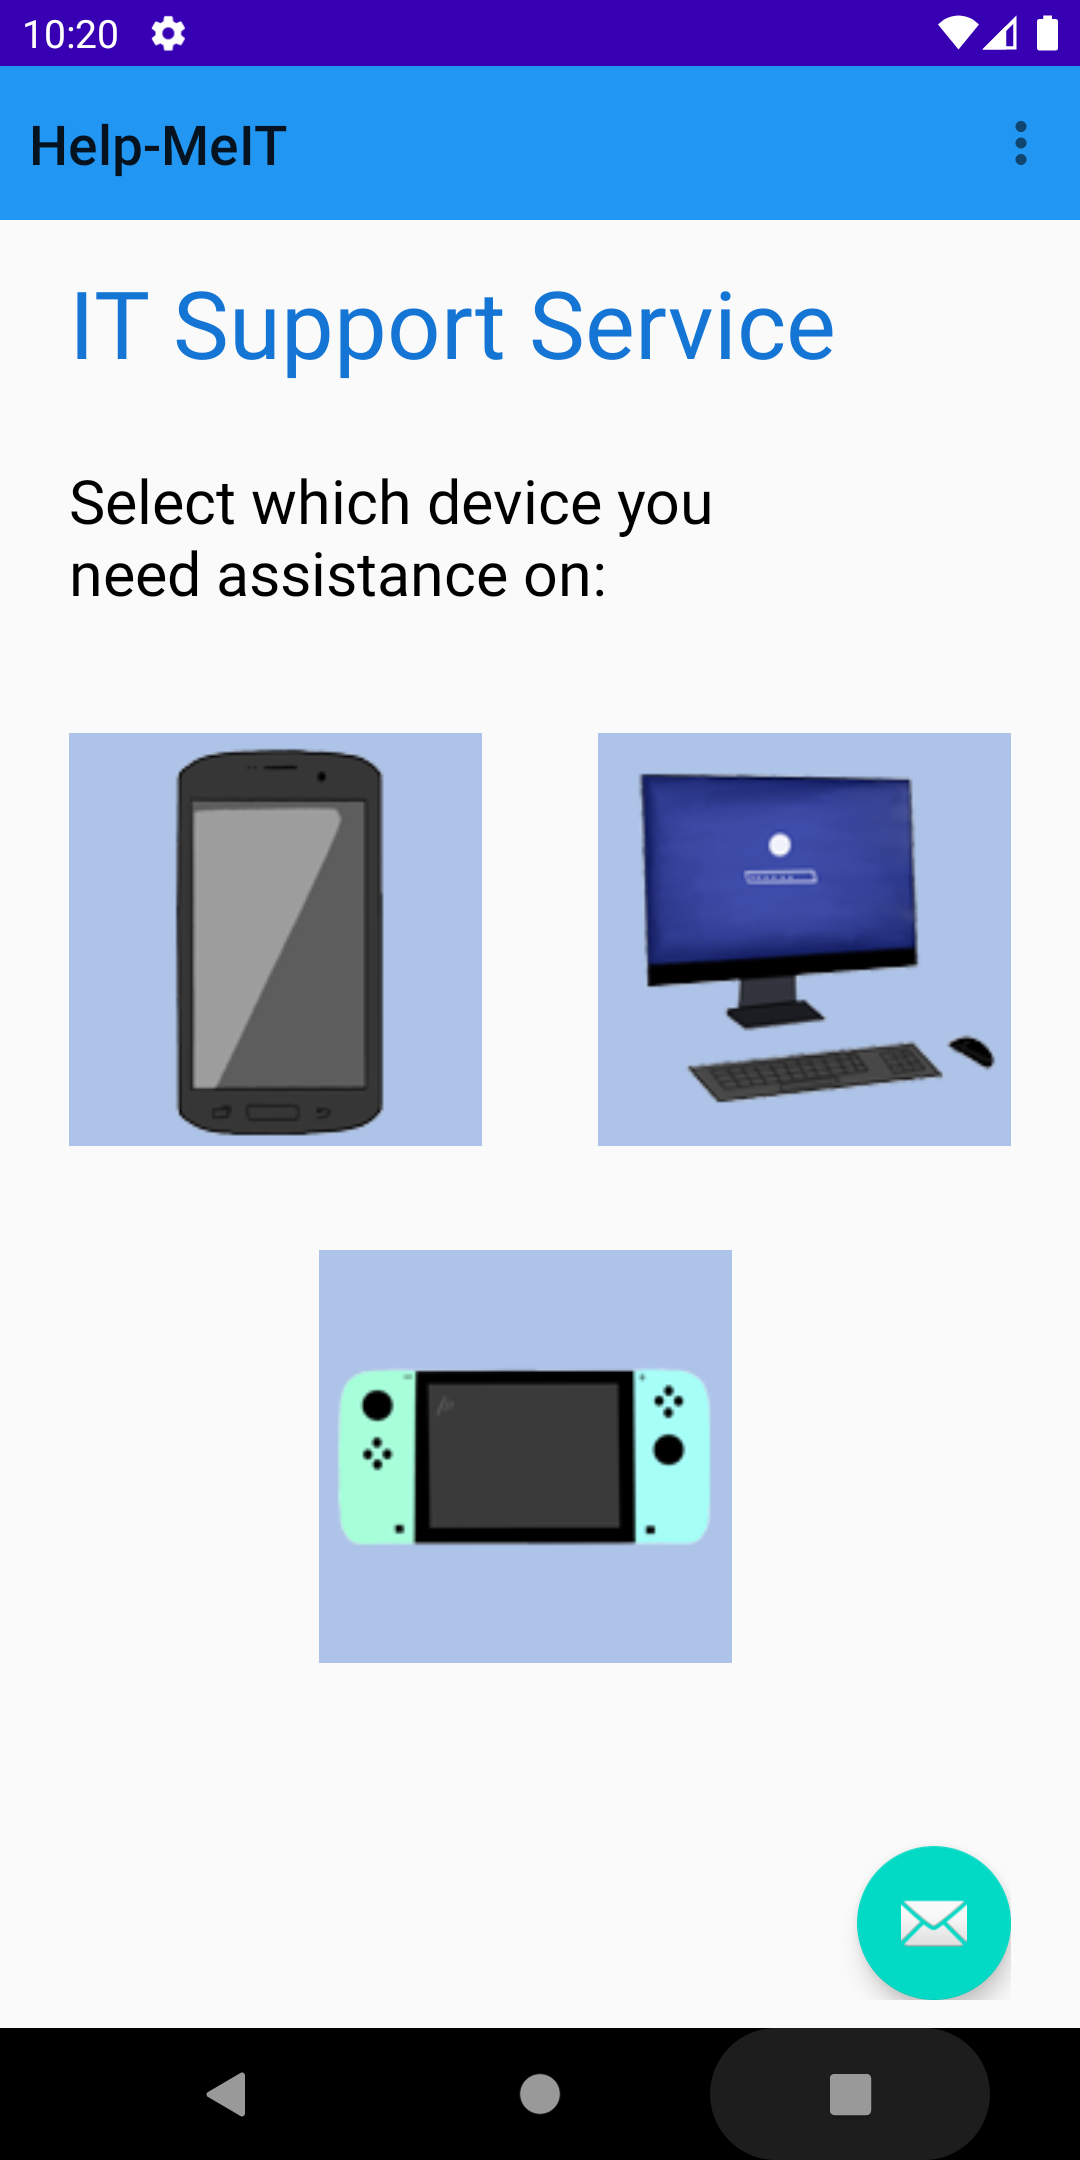 10:20
Help-MeIT
IT Support Service
Select which device you
need assistance on: